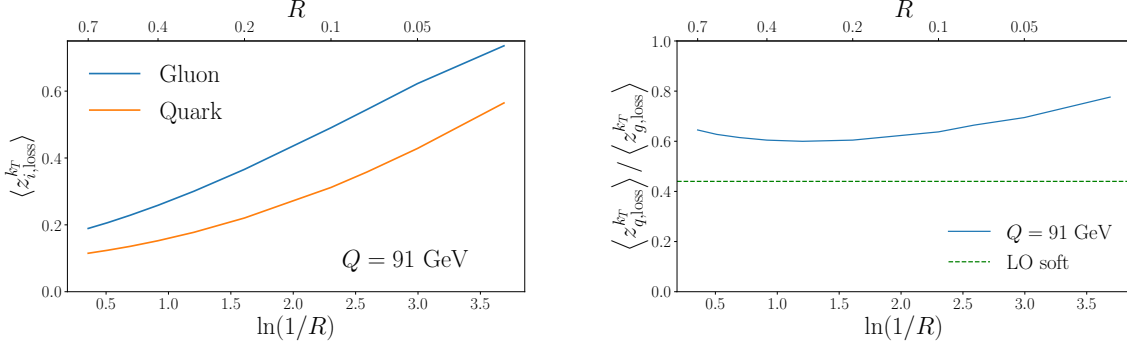 R
0.7 0.4 0.2 0.1 0.05
⟨z_{i,loss}^{k_T}⟩
0.6
0.4
0.2
0.0
Gluon
Quark
Q = 91 GeV
0.5 1.0 1.5 2.0 2.5 3.0 3.5
ln(1/R)
R
0.7 0.4 0.2 0.1 0.05
⟨z_{q,loss}^{k_T}⟩ / ⟨z_{g,loss}^{k_T}⟩
1.0
0.8
0.6
0.4
0.2
0.0
Q = 91 GeV
LO soft
0.5 1.0 1.5 2.0 2.5 3.0 3.5
ln(1/R)